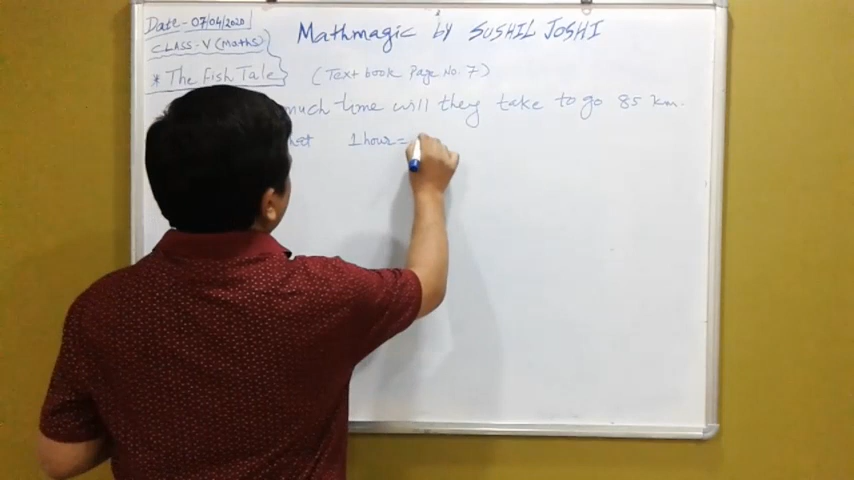 Date - 07/04/2020
Mathmagic by SUSHIL JOSHI
CLASS - V (Maths)
* The Fish Tale (Text book Page No. 7)
much time will they take to go 85 km.
1 hour =